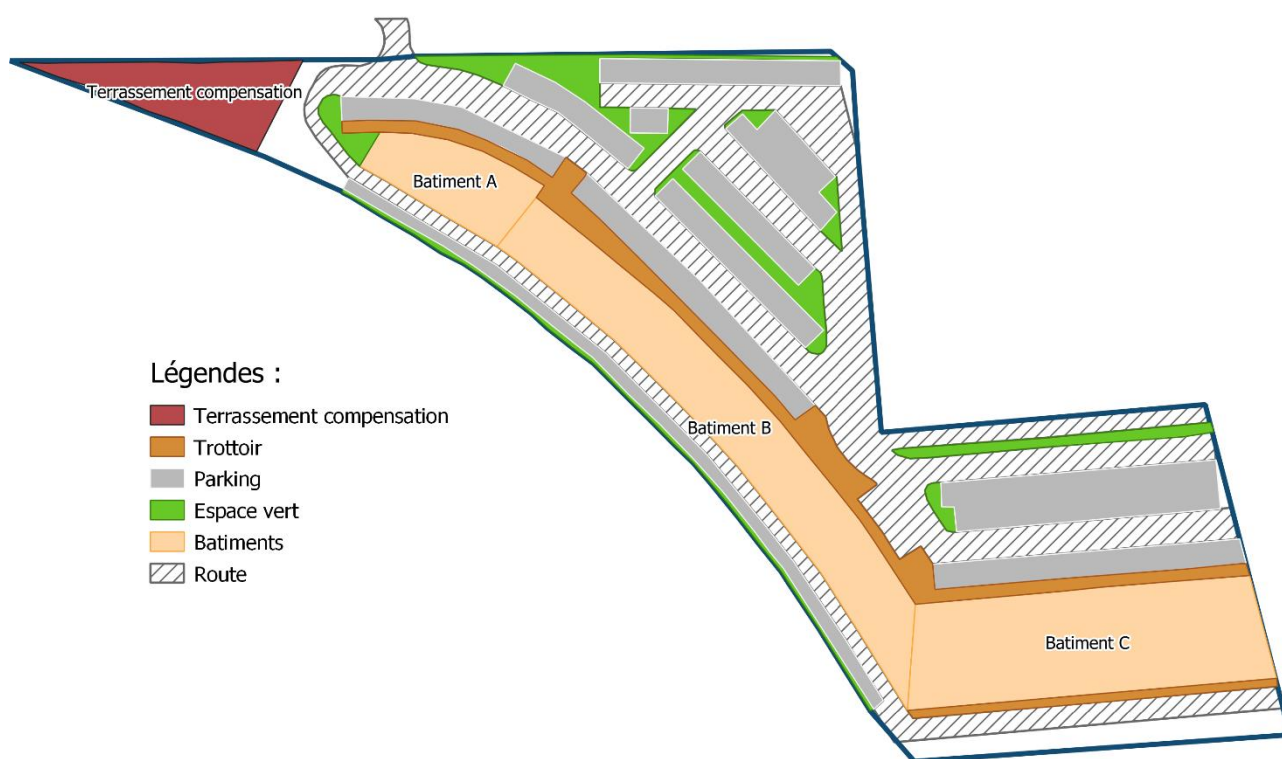 Terrassement compensation
Batiment A
Batiment B
Batiment C
Légendes :
Terrassement compensation
Trottoir
Parking
Espace vert
Batiments
Route